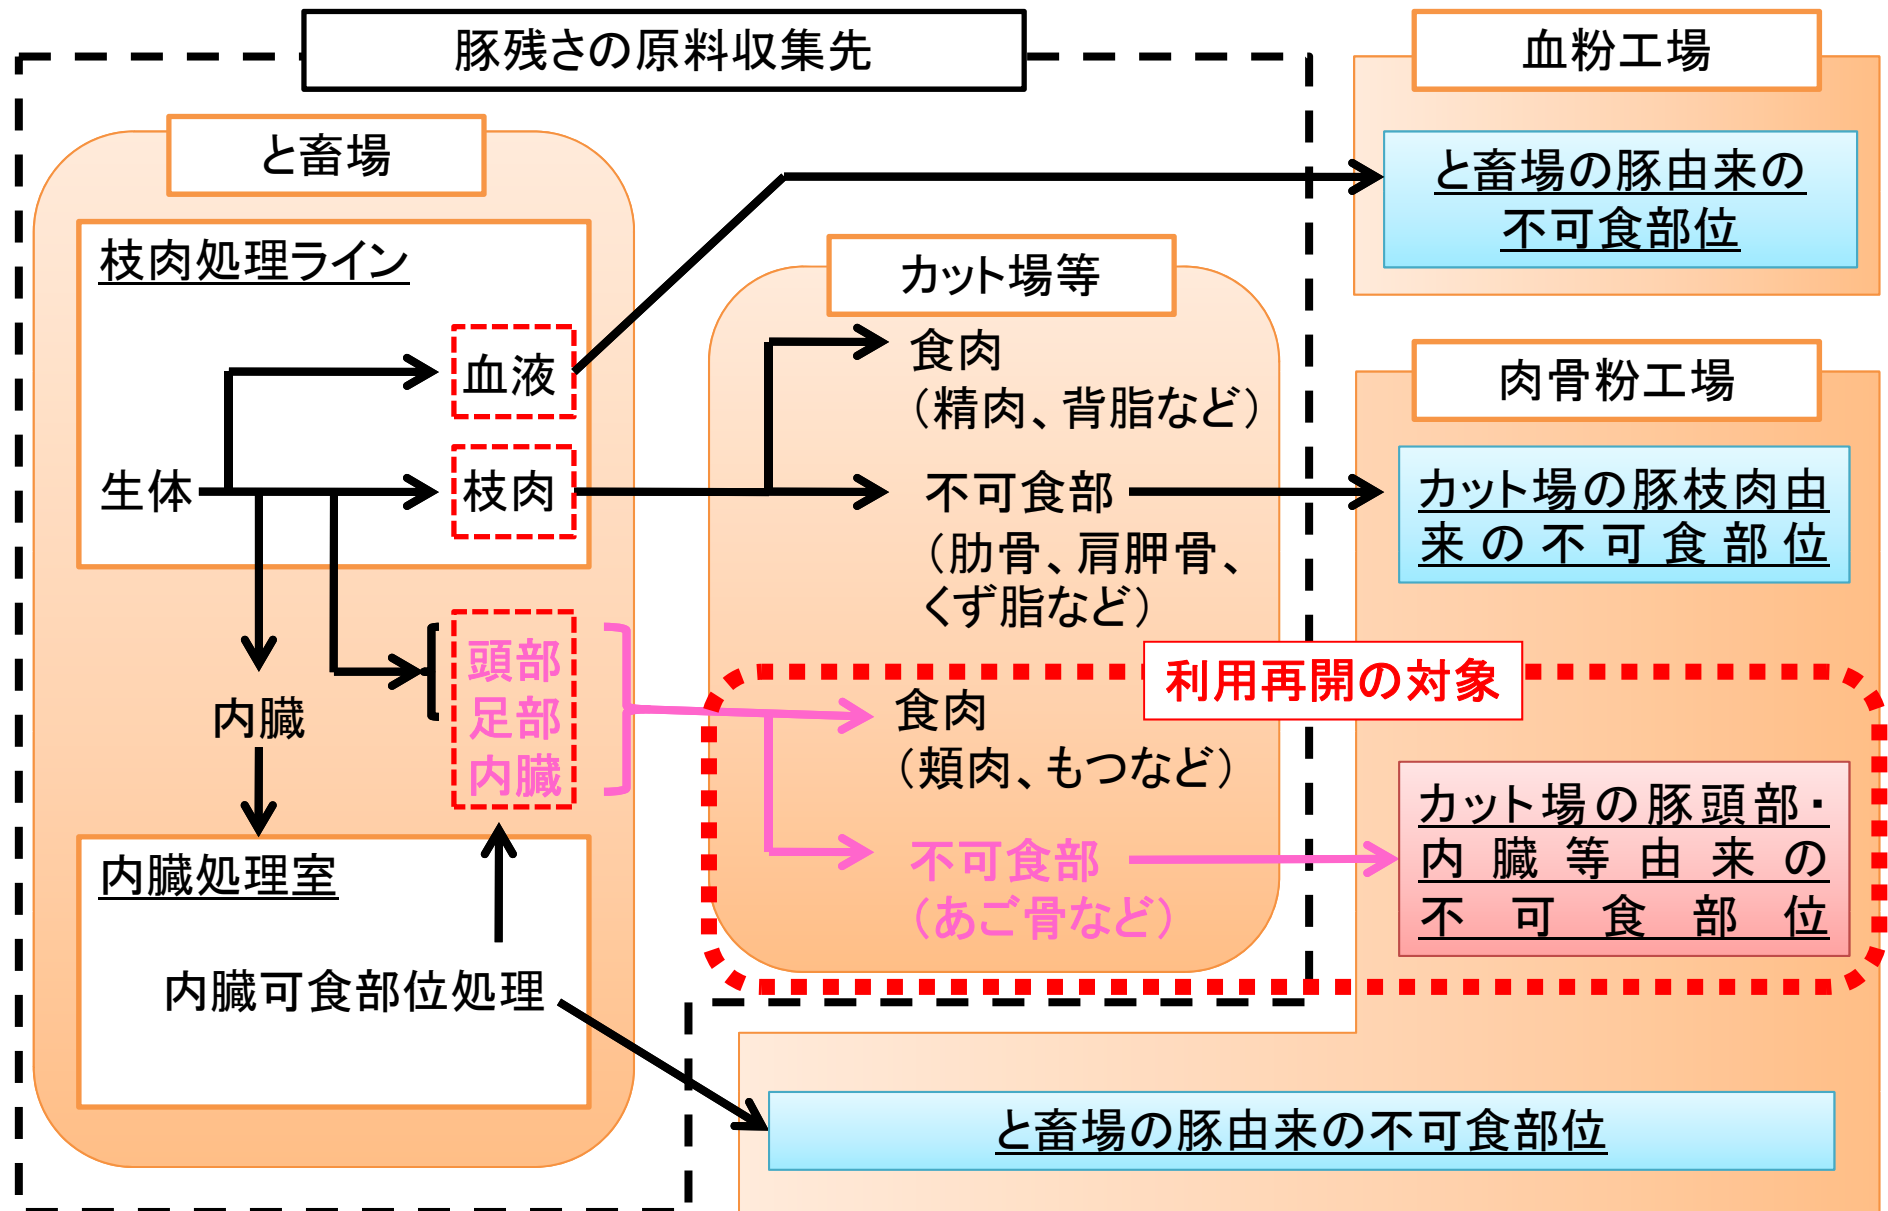 豚残さの原料収集先
血粉工場
と畜場の豚由来の
不可食部位
と畜場
枝肉処理ライン
血液
生体
枝肉
頭部
足部
内臓
内臓
内臓処理室
内臓可食部位処理
カット場等
食肉
（精肉、背脂など）
不可食部
（肋骨、肩胛骨、
くず脂など）
利用再開の対象
食肉
（頬肉、もつなど）
不可食部
（あご骨など）
肉骨粉工場
カット場の豚枝肉由
来の不可食部位
カット場の豚頭部・
内臓等由来の
不可食部位
と畜場の豚由来の不可食部位